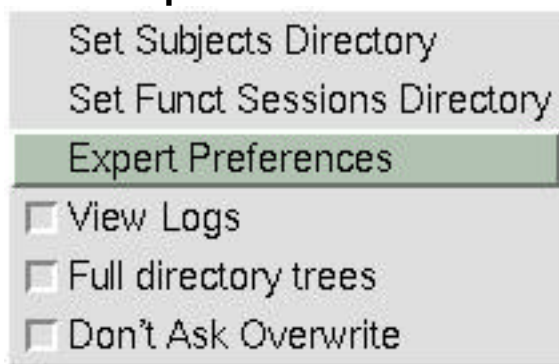 Set Subjects Directory
Set Funct Sessions Directory
Expert Preferences
View Logs
Full directory trees
Don't Ask Overwrite